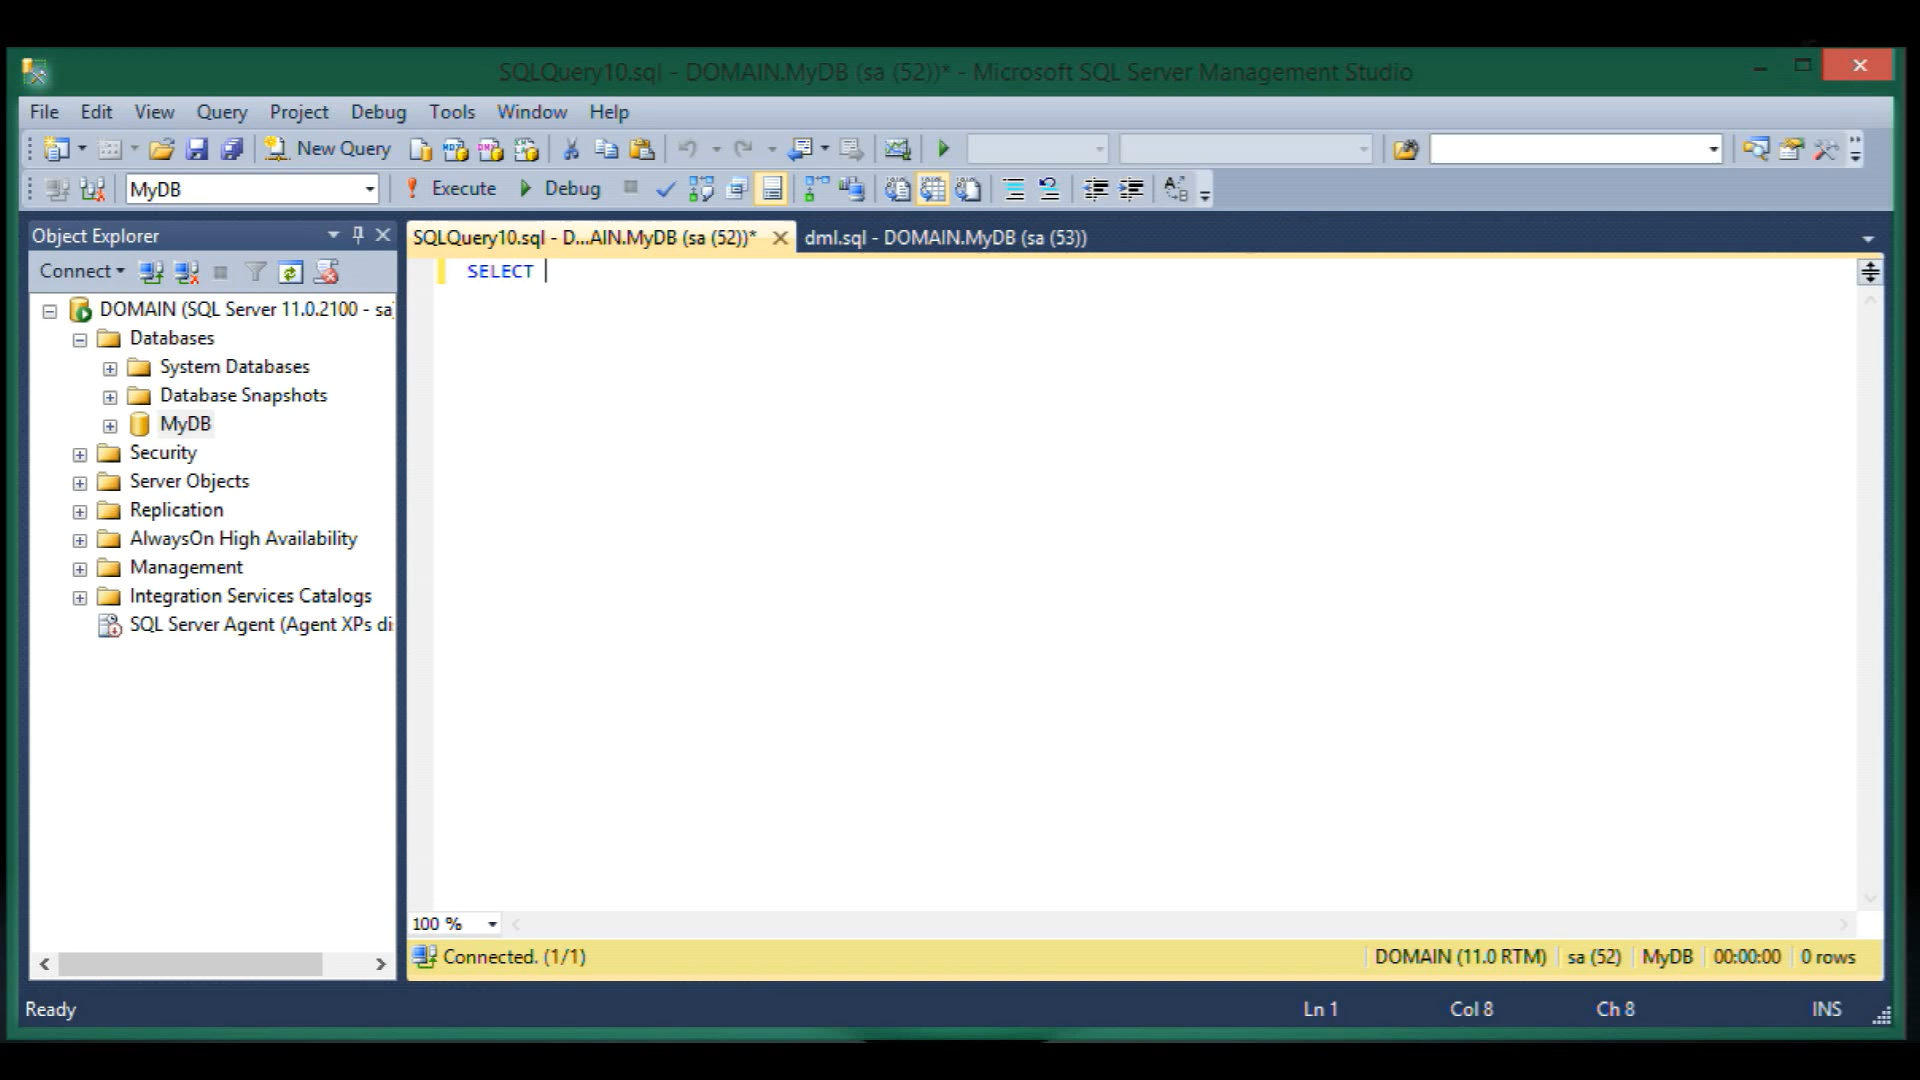 SQLQuery10.sql - DOMAIN.MyDB (sa (52))* - Microsoft SQL Server Management Studio
File Edit View Query Project Debug Tools Window Help
New Query
MyDB Execute Debug
Object Explorer
SQLQuery10.sql - D...AIN.MyDB (sa (52))* dml.sql - DOMAIN.MyDB (sa (53))
Connect
SELECT
DOMAIN (SQL Server 11.0.2100 - sa)
Databases
System Databases
Database Snapshots
MyDB
Security
Server Objects
Replication
AlwaysOn High Availability
Management
Integration Services Catalogs
SQL Server Agent (Agent XPs di
100 %
Connected. (1/1) DOMAIN (11.0 RTM) sa (52) MyDB 00:00:00 0 rows
Ready Ln 1 Col 8 Ch 8 INS